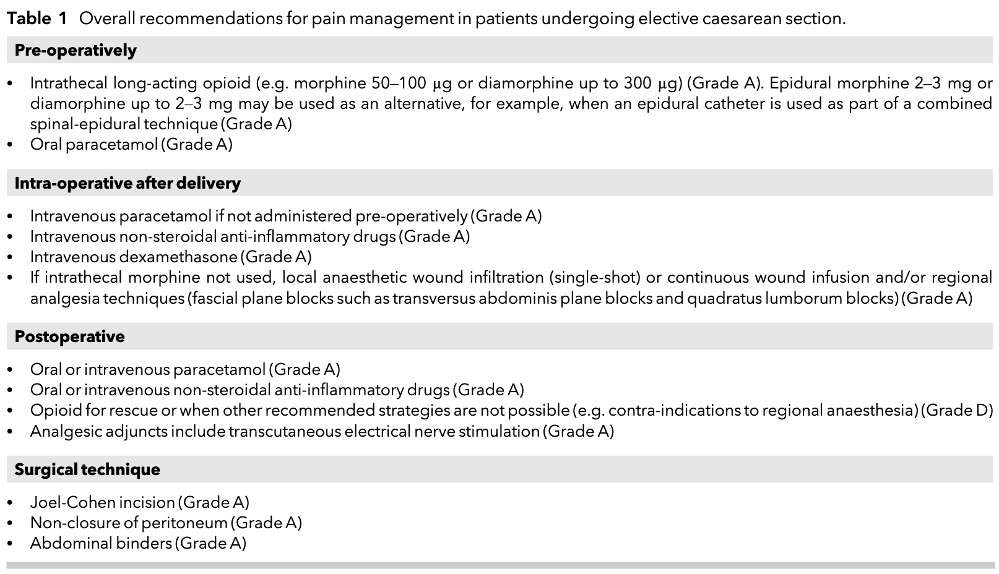 Table 1 Overall recommendations for pain management in patients undergoing elective caesarean section.
Pre-operatively
• Intrathecal long-acting opioid (e.g. morphine 50–100 μg or diamorphine up to 300 μg) (Grade A). Epidural morphine 2–3 mg or
diamorphine up to 2–3 mg may be used as an alternative, for example, when an epidural catheter is used as part of a combined
spinal-epidural technique (Grade A)
• Oral paracetamol (Grade A)
Intra-operative after delivery
• Intravenous paracetamol if not administered pre-operatively (Grade A)
• Intravenous non-steroidal anti-inflammatory drugs (Grade A)
• Intravenous dexamethasone (Grade A)
• If intrathecal morphine not used, local anaesthetic wound infiltration (single-shot) or continuous wound infusion and/or regional
analgesia techniques (fascial plane blocks such as transversus abdominis plane blocks and quadratus lumborum blocks) (Grade A)
Postoperative
• Oral or intravenous paracetamol (Grade A)
• Oral or intravenous non-steroidal anti-inflammatory drugs (Grade A)
• Opioid for rescue or when other recommended strategies are not possible (e.g. contra-indications to regional anaesthesia) (Grade D)
• Analgesic adjuncts include transcutaneous electrical nerve stimulation (Grade A)
Surgical technique
• Joel-Cohen incision (Grade A)
• Non-closure of peritoneum (Grade A)
• Abdominal binders (Grade A)